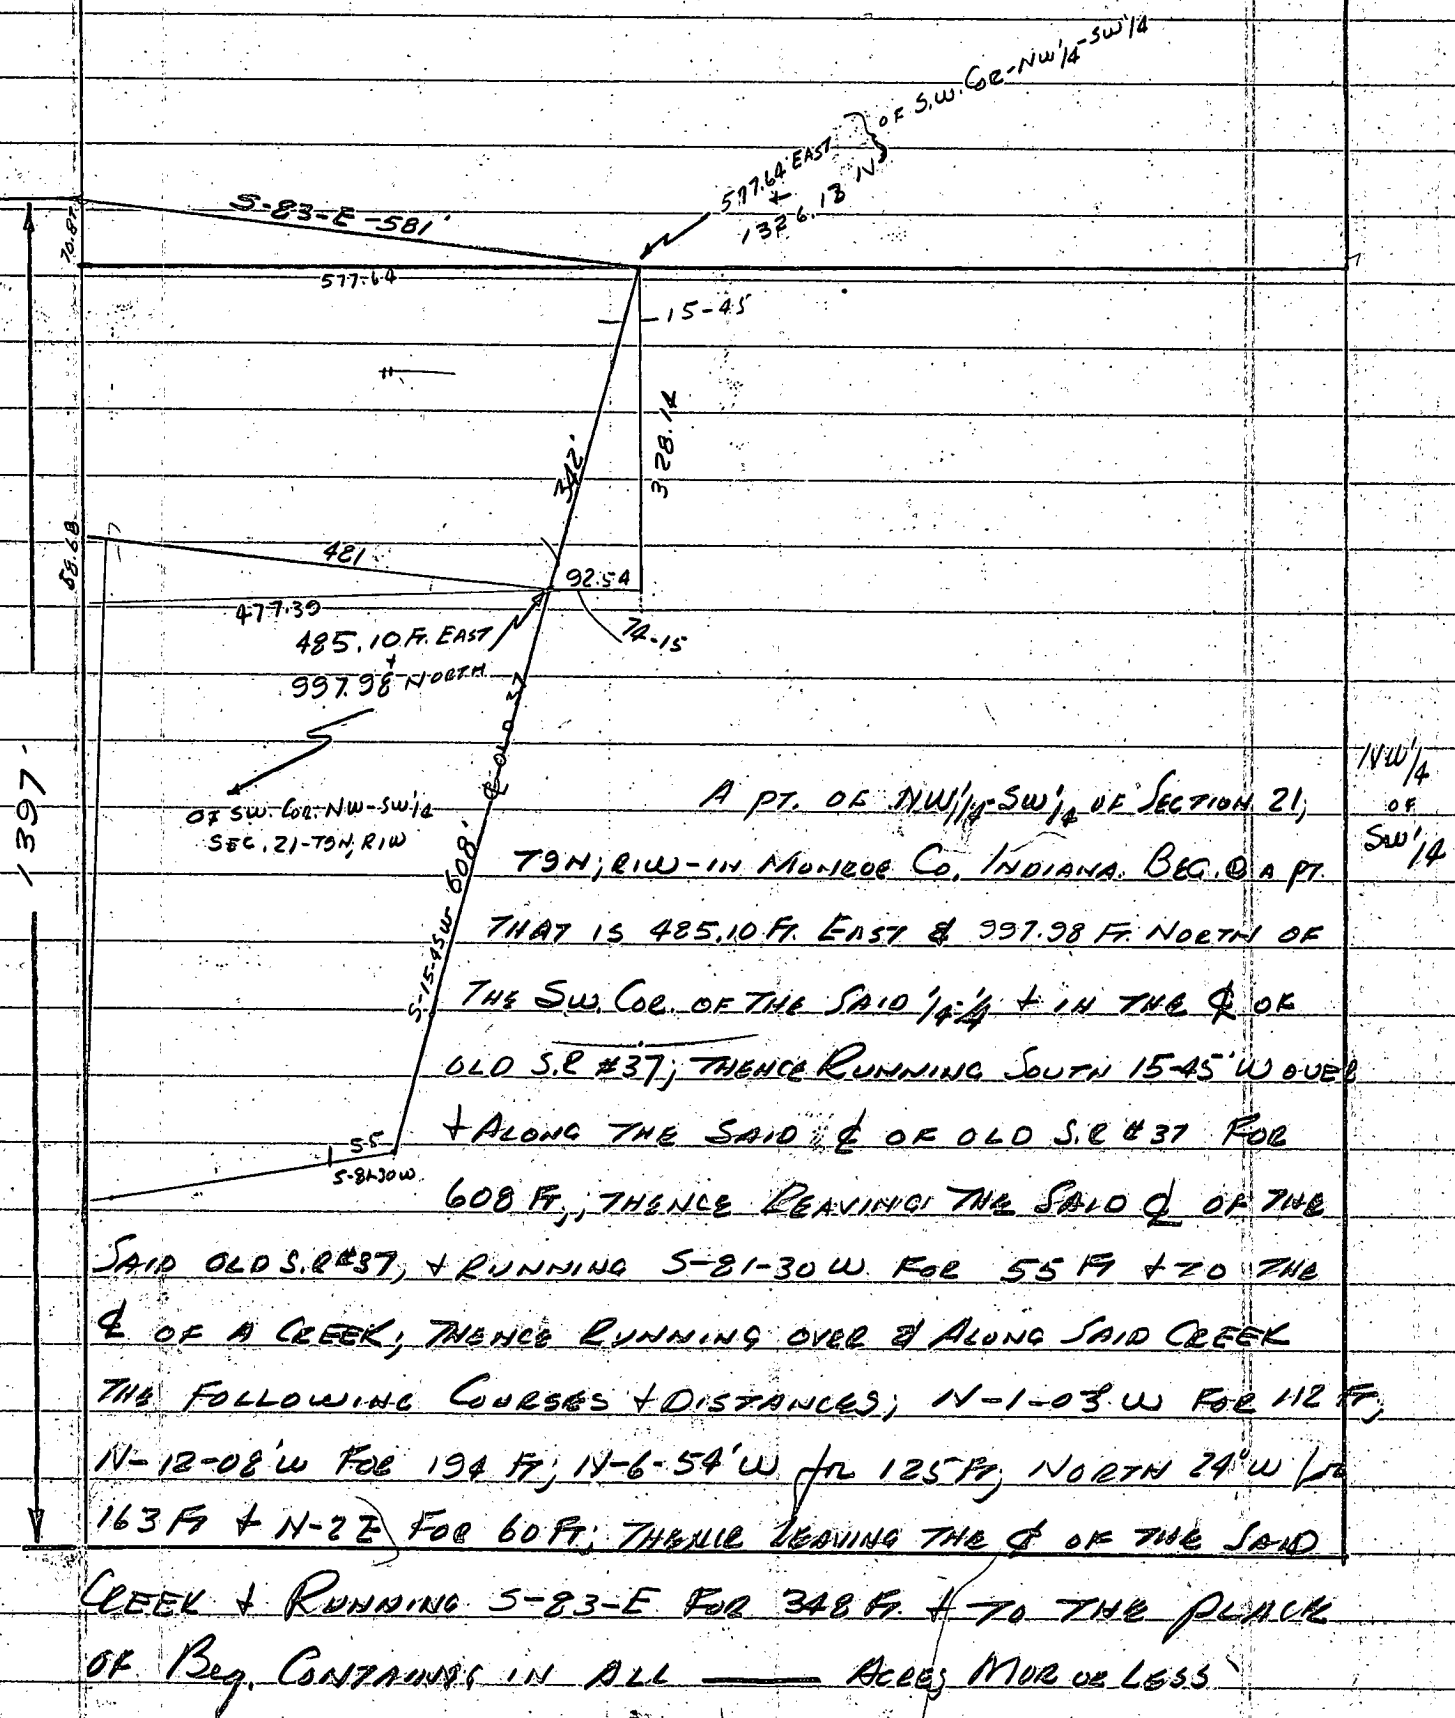 OF S.W. COR-NW1/4-SW1/4
577.64 EAST
+
1326.13 N
S-83-E-581'
70.87
577.64
15-45
342'
328.14
58.68
481
92.54
477.39
74-15
485.10 FT. EAST
+
997.98 NORTH
OF SW. COR. NW-SW1/4
SEC. 21-T9N, R1W
1397'
S-15-45W-608' ℄ OLD 37
55
S-81-30W
NW1/4
OF
SW1/4
A PT. OF NW1/4-SW1/4 OF SECTION 21,
T9N; R1W-IN MONROE CO. INDIANA. BEG. @ A PT.
THAT IS 485.10 FT. EAST & 997.98 FT. NORTH OF
THE SW. COR. OF THE SAID 1/4-1/4 + IN THE ℄ OF
OLD S.R #37; THENCE RUNNING SOUTH 15-45' W OVER
+ ALONG THE SAID ℄ OF OLD S.R #37 FOR
608 FT.; THENCE LEAVING THE SAID ℄ OF THE
SAID OLD S.R #37, + RUNNING S-81-30 W FOR 55 FT + TO THE
℄ OF A CREEK; THENCE RUNNING OVER & ALONG SAID CREEK
THE FOLLOWING COURSES + DISTANCES; N-1-03 W FOR 112 FT,
N-12-08' W FOR 194 FT; N-6-54' W for 125 FT, NORTH 24° W for
163 FT + N-2 E FOR 60 FT; THENCE LEAVING THE ℄ OF THE SAID
CREEK + RUNNING S-83-E FOR 348 FT. + TO THE PLACE
OF Beg. CONTAINING IN ALL —— ACRES MOR OR LESS